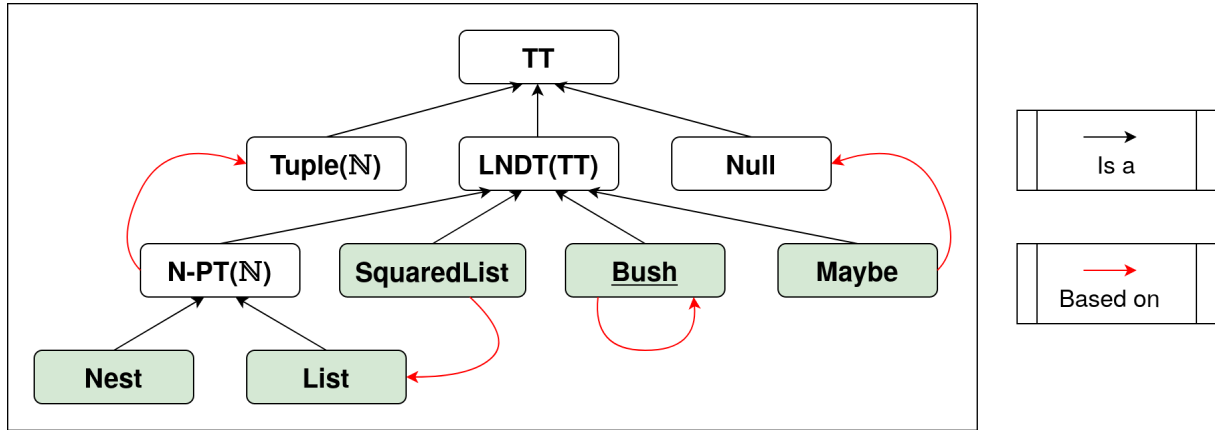 TT
Tuple(ℕ)
LNDT(TT)
Null
Is a
N-PT(ℕ)
SquaredList
Bush
Maybe
Based on
Nest
List